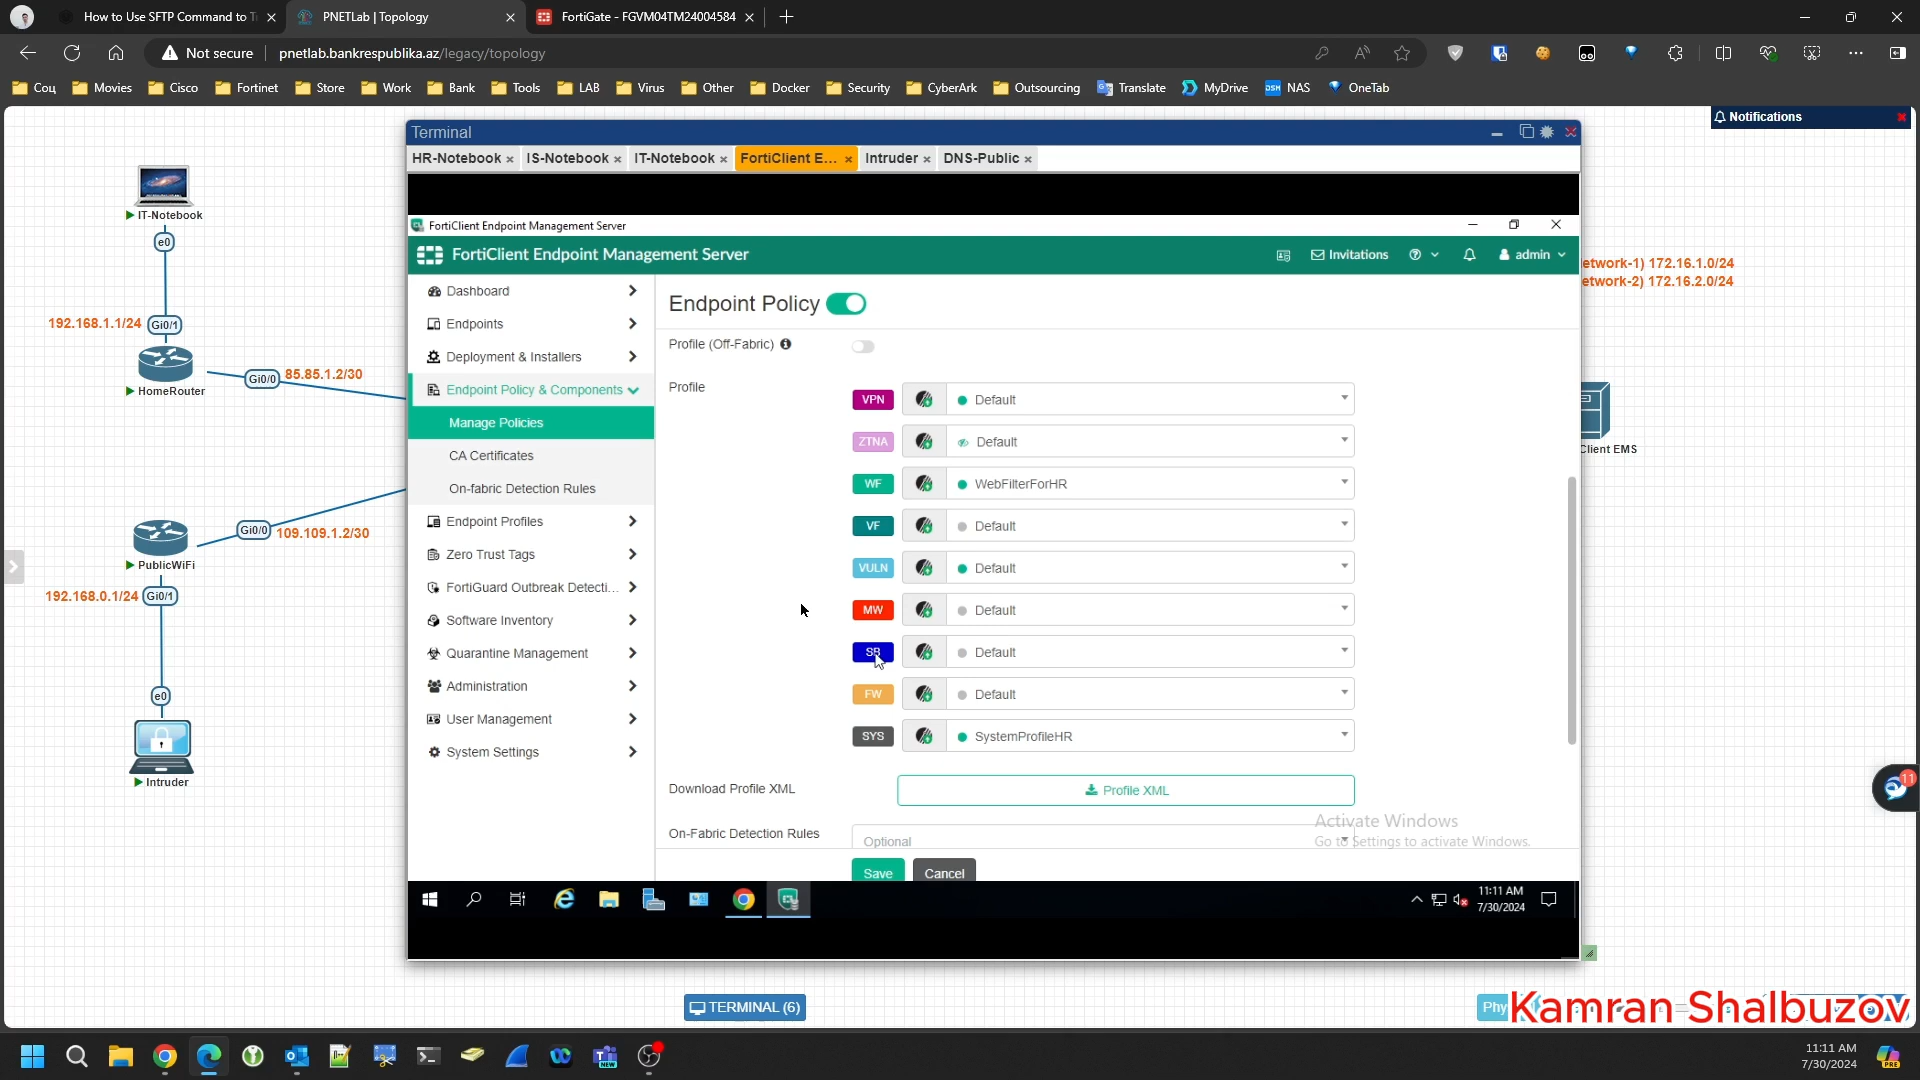 How to Use SFTP Command to Tr
PNETLab | Topology
FortiGate - FGVM04TM24004584
Not secure
pnetlab.bankrespublika.az/legacy/topology
Соц
Movies
Cisco
Fortinet
Store
Work
Bank
Tools
LAB
Virus
Other
Docker
Security
CyberArk
Outsourcing
Translate
MyDrive
NAS
OneTab
Notifications
Terminal
HR-Notebook
IS-Notebook
IT-Notebook
FortiClient E...
Intruder
DNS-Public
IT-Notebook
e0
192.168.1.1/24
Gi0/1
HomeRouter
Gi0/0
85.85.1.2/30
Gi0/0
109.109.1.2/30
PublicWiFi
192.168.0.1/24
Gi0/1
e0
Intruder
etwork-1) 172.16.1.0/24
etwork-2) 172.16.2.0/24
Client EMS
FortiClient Endpoint Management Server
FortiClient Endpoint Management Server
Invitations
admin
Dashboard
Endpoints
Deployment & Installers
Endpoint Policy & Components
Manage Policies
CA Certificates
On-fabric Detection Rules
Endpoint Profiles
Zero Trust Tags
FortiGuard Outbreak Detecti...
Software Inventory
Quarantine Management
Administration
User Management
System Settings
Endpoint Policy
Profile (Off-Fabric)
Profile
VPN
Default
ZTNA
Default
WF
WebFilterForHR
VF
Default
VULN
Default
MW
Default
SB
Default
FW
Default
SYS
SystemProfileHR
Download Profile XML
Profile XML
On-Fabric Detection Rules
Optional
Activate Windows
Go to Settings to activate Windows.
Save
Cancel
11:11 AM
7/30/2024
TERMINAL (6)
Phy
Kamran Shalbuzov
11
11:11 AM
7/30/2024